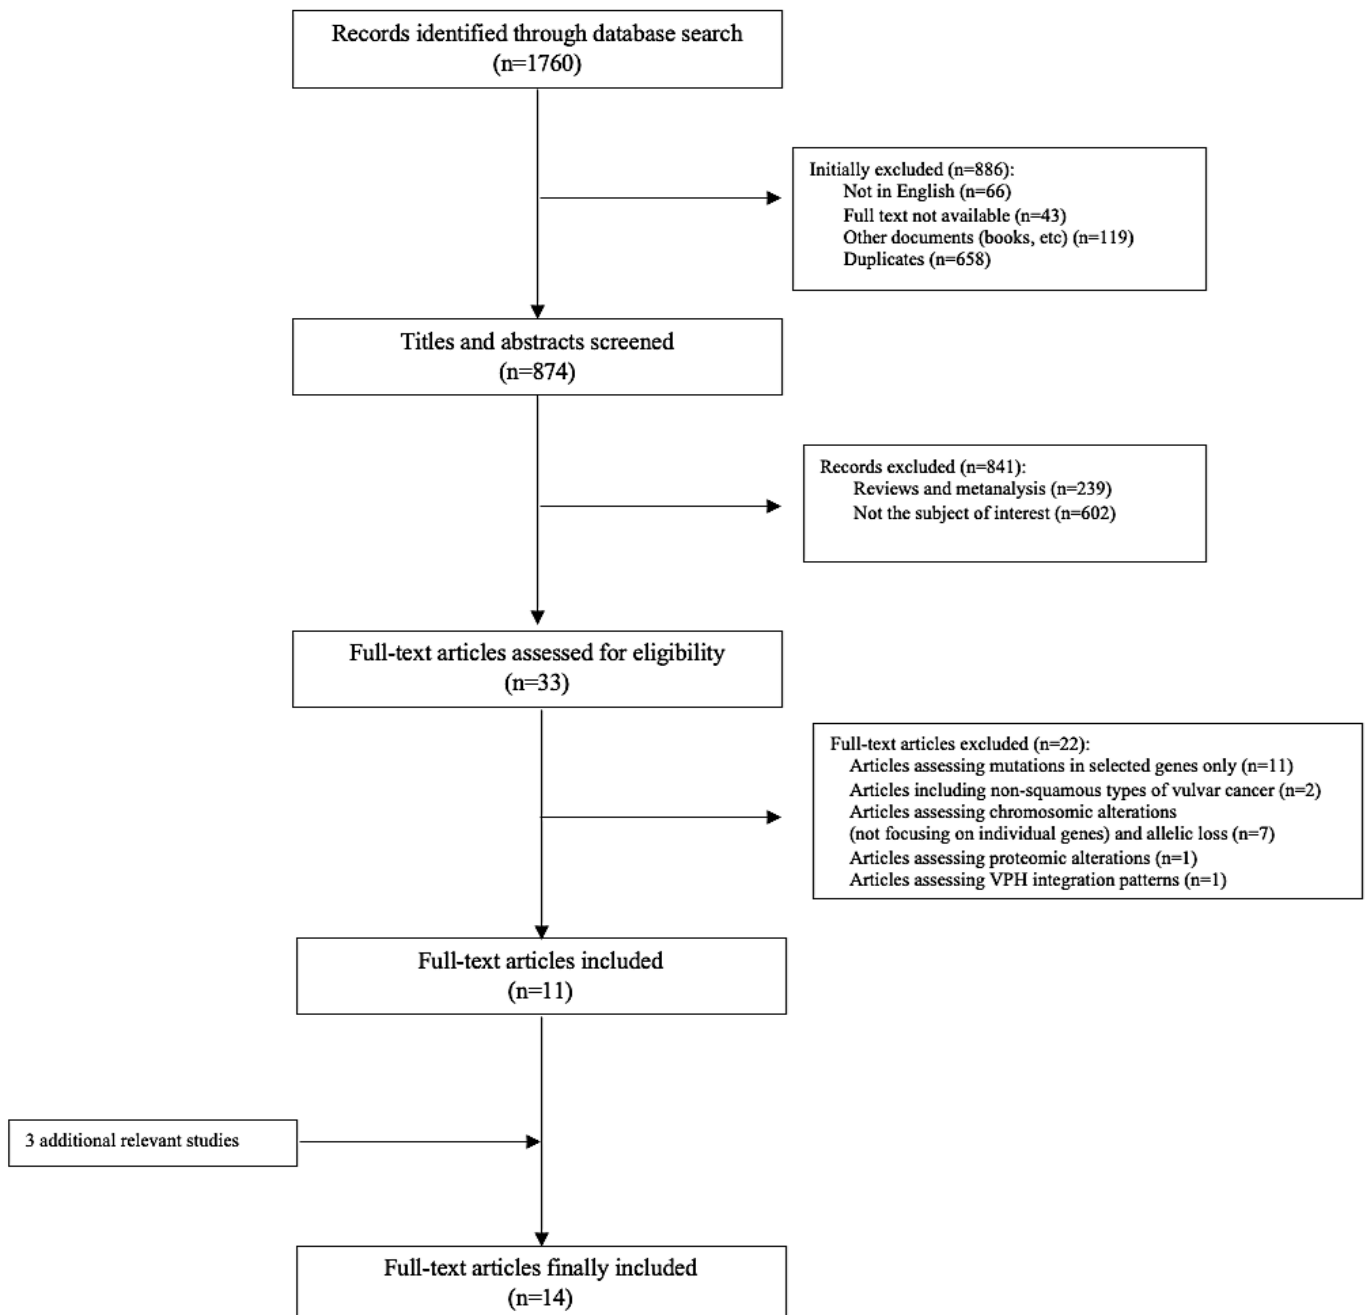 Records identified through database search
(n=1760)
Initially excluded (n=886):
Not in English (n=66)
Full text not available (n=43)
Other documents (books, etc) (n=119)
Duplicates (n=658)
Titles and abstracts screened
(n=874)
Records excluded (n=841):
Reviews and metanalysis (n=239)
Not the subject of interest (n=602)
Full-text articles assessed for eligibility
(n=33)
Full-text articles excluded (n=22):
Articles assessing mutations in selected genes only (n=11)
Articles including non-squamous types of vulvar cancer (n=2)
Articles assessing chromosomic alterations
(not focusing on individual genes) and allelic loss (n=7)
Articles assessing proteomic alterations (n=1)
Articles assessing VPH integration patterns (n=1)
Full-text articles included
(n=11)
3 additional relevant studies
Full-text articles finally included
(n=14)